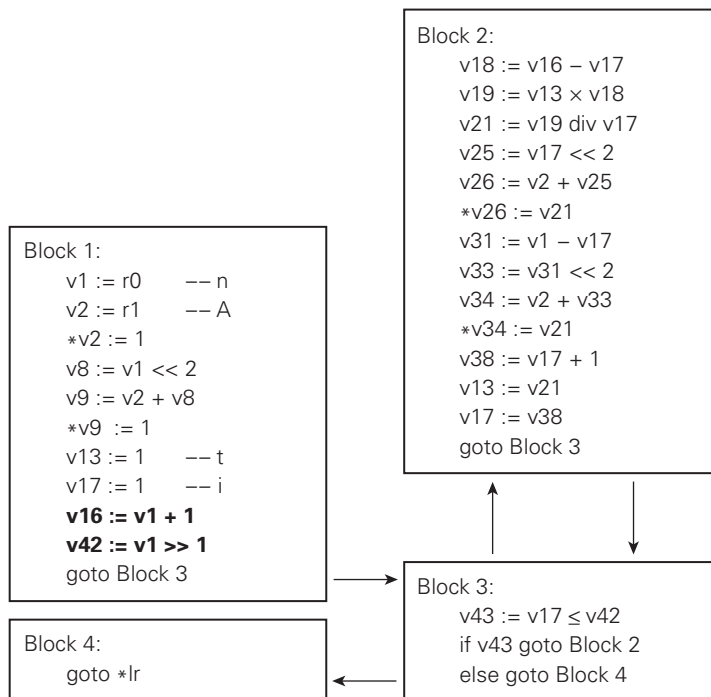 Block 2:
v18 := v16 – v17
v19 := v13 × v18
v21 := v19 div v17
v25 := v17 << 2
v26 := v2 + v25
*v26 := v21
v31 := v1 – v17
v33 := v31 << 2
v34 := v2 + v33
*v34 := v21
v38 := v17 + 1
v13 := v21
v17 := v38
goto Block 3
Block 1:
v1 := r0 –– n
v2 := r1 –– A
*v2 := 1
v8 := v1 << 2
v9 := v2 + v8
*v9 := 1
v13 := 1 –– t
v17 := 1 –– i
v16 := v1 + 1
v42 := v1 >> 1
goto Block 3
Block 3:
v43 := v17 ≤ v42
if v43 goto Block 2
else goto Block 4
Block 4:
goto *lr